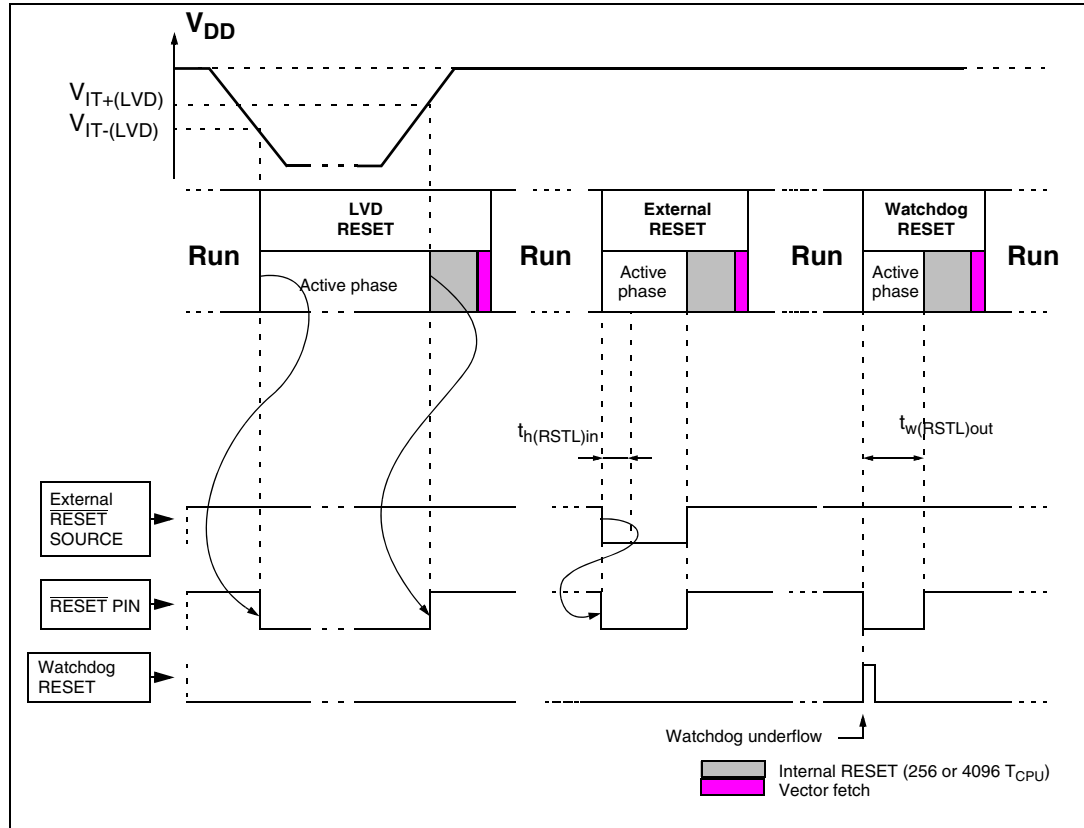 VDD
VIT+(LVD)
VIT-(LVD)
LVD
RESET
External
RESET
Watchdog
RESET
Run
Active phase
Run
Active
phase
Run
Active
phase
Run
th(RSTL)in
tw(RSTL)out
External
RESET
SOURCE
RESET PIN
Watchdog
RESET
Watchdog underflow
Internal RESET (256 or 4096 TCPU)
Vector fetch